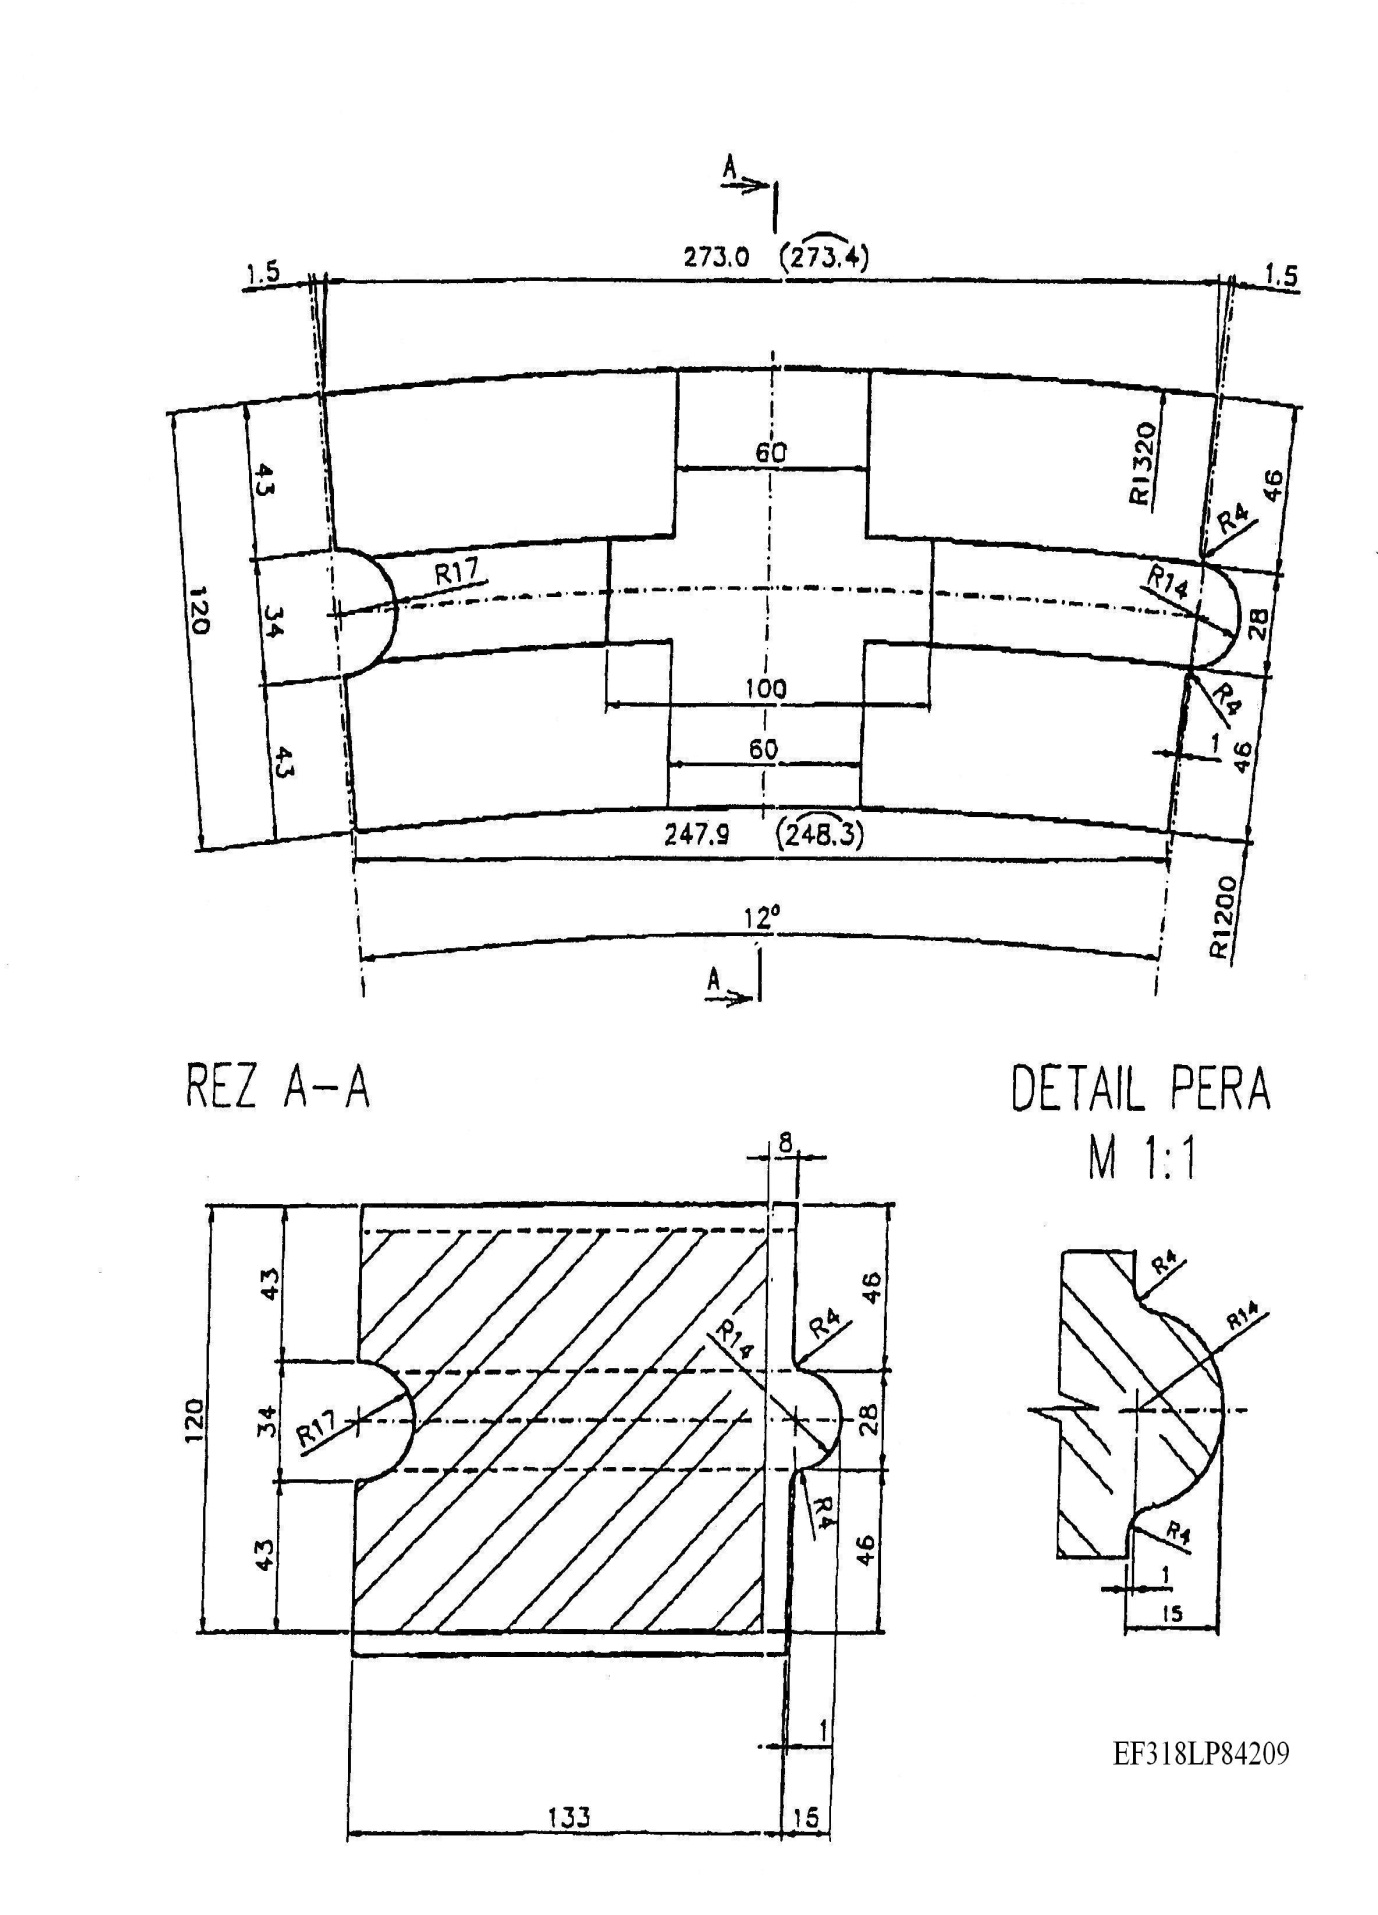 A
273.0 (273.4)
1.5
1.5
60
R1320
43
46
R4
R17
R14
120
34
28
100
R4
43
60
1
46
247.9 (248.3)
R1200
12°
A
REZ A-A
DETAIL PERA
M 1:1
8
43
46
R4
R14
R4
R14
120
34
R17
28
R4
R4
43
46
1
15
1
133
15
EF318LP84209